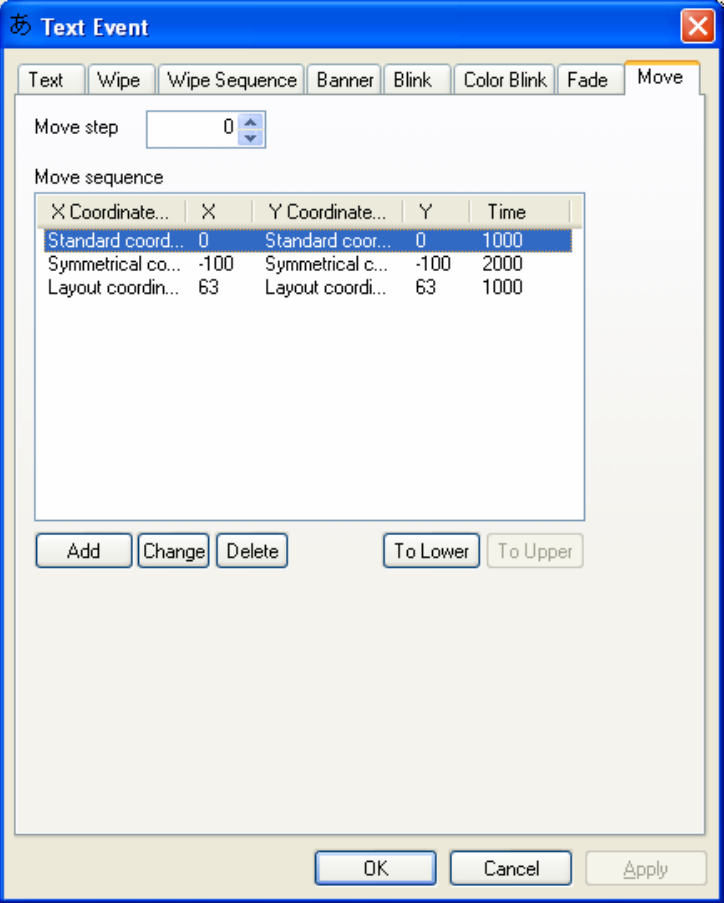 あ Text Event
Text Wipe Wipe Sequence Banner Blink Color Blink Fade Move
Move step 0
Move sequence
X Coordinate... X Y Coordinate... Y Time
Standard coord... 0 Standard coor... 0 1000
Symmetrical co... -100 Symmetrical c... -100 2000
Layout coordin... 63 Layout coordi... 63 1000
Add Change Delete To Lower To Upper
OK Cancel Apply